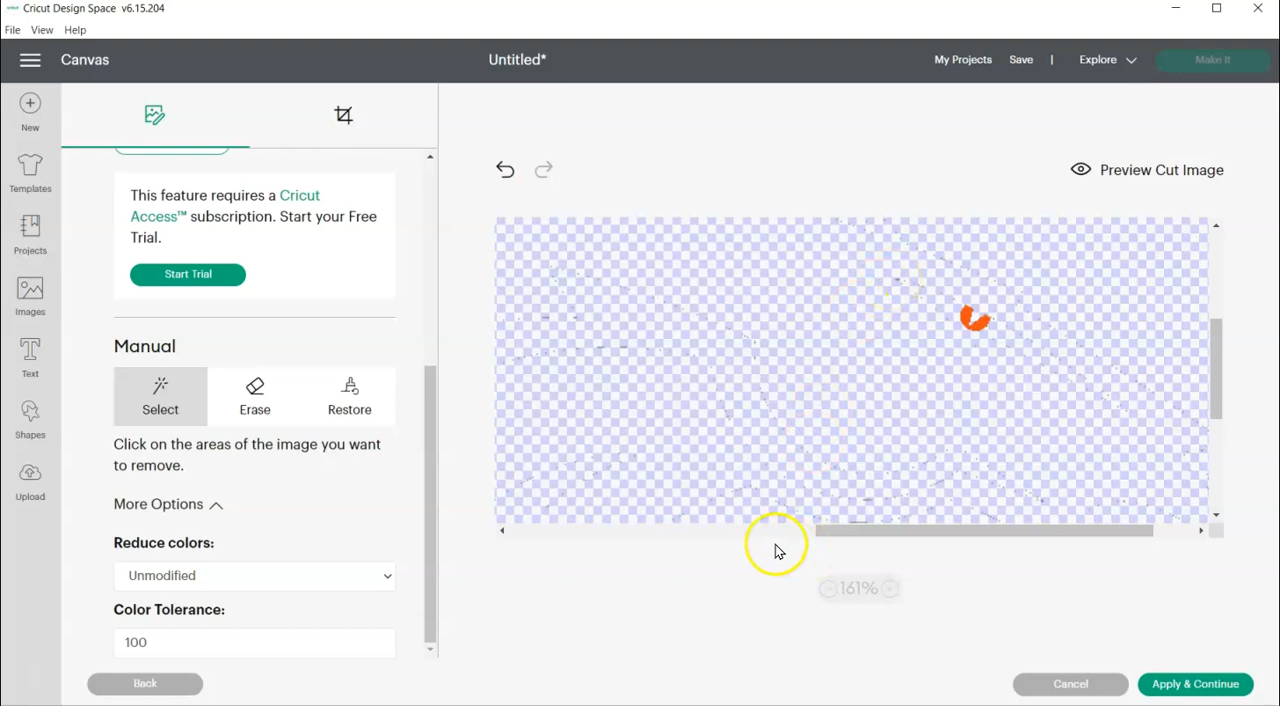 Cricut Design Space v6.15.204
File View Help
Canvas
Untitled*
My Projects Save | Explore Make It
New
Templates
Projects
Images
Text
Shapes
Upload
This feature requires a Cricut
Access™ subscription. Start your Free
Trial.
Start Trial
Manual
Select Erase Restore
Click on the areas of the image you want
to remove.
More Options
Reduce colors:
Unmodified
Color Tolerance:
100
Back
Preview Cut Image
161%
Cancel Apply & Continue